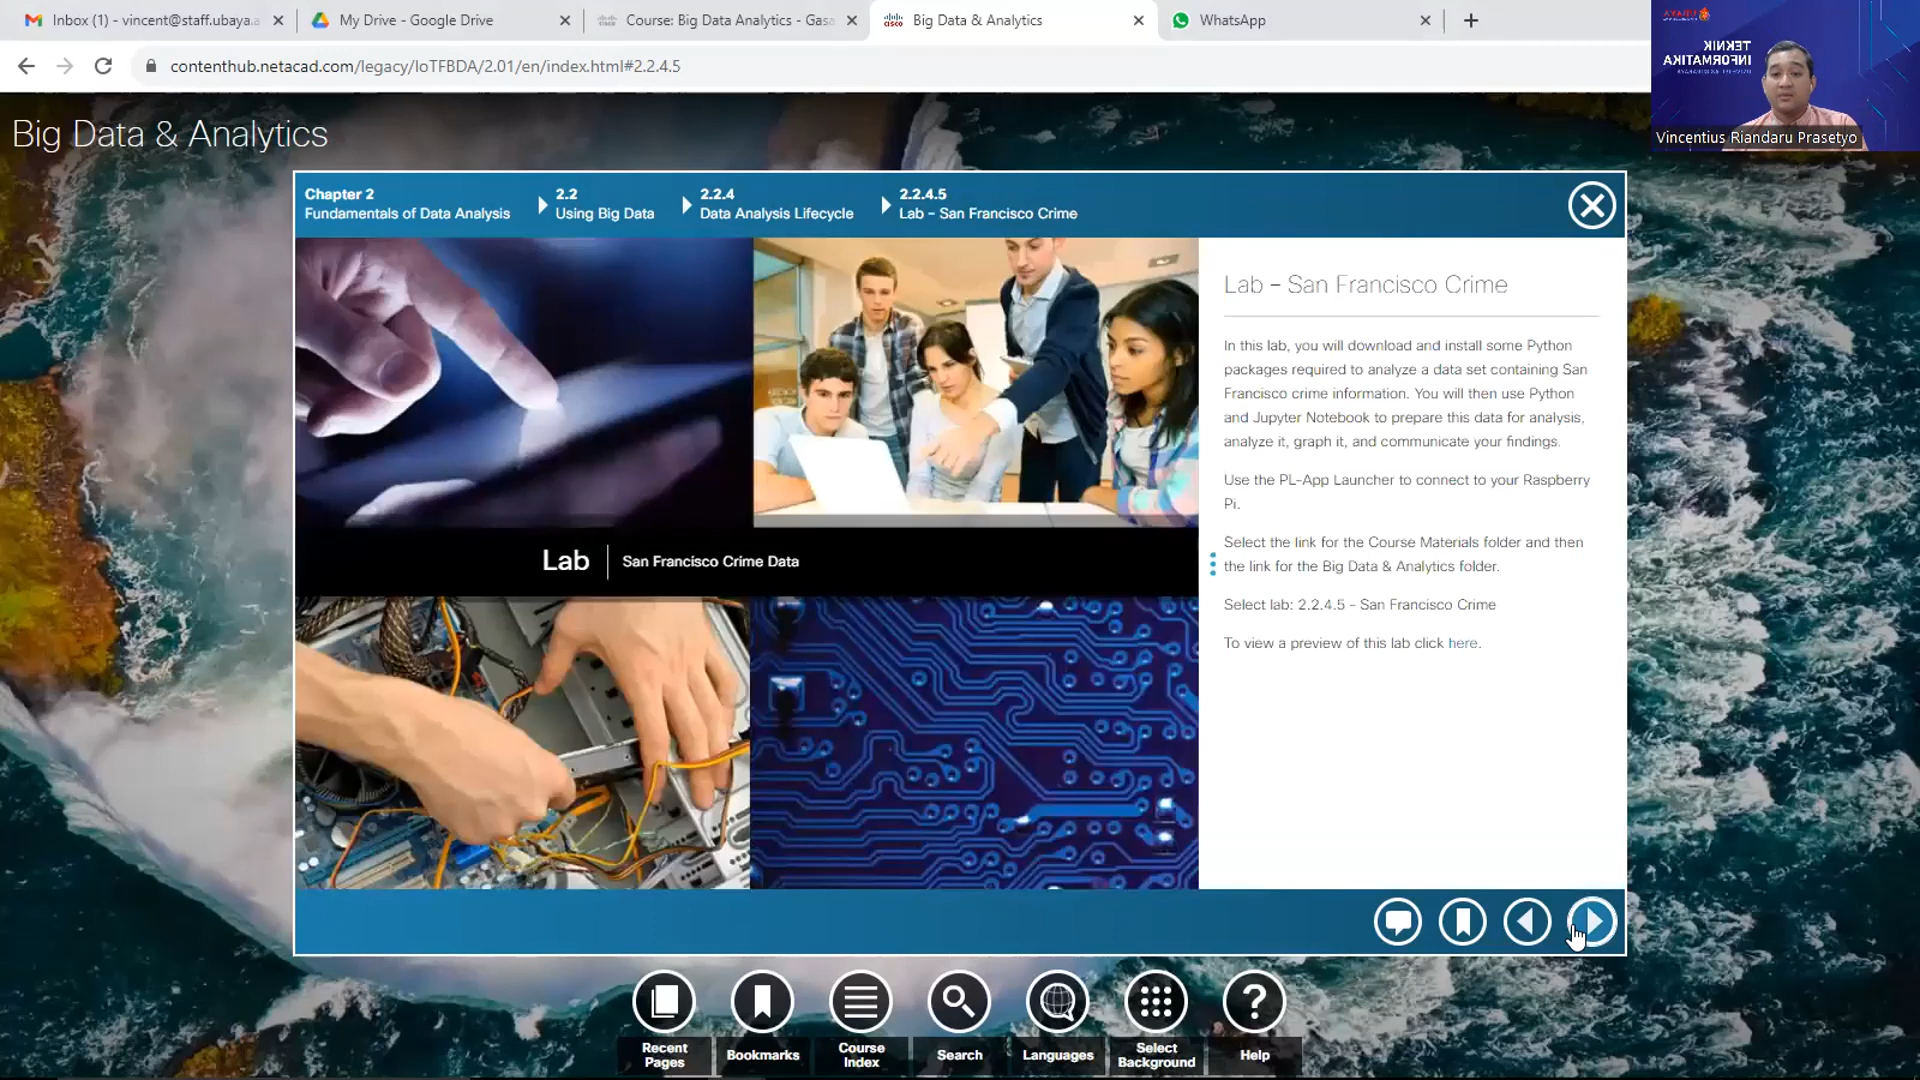 Inbox (1) - vincent@staff.ubaya.a
My Drive - Google Drive
Course: Big Data Analytics - Gasa
Big Data & Analytics
WhatsApp
contenthub.netacad.com/legacy/IoTFBDA/2.01/en/index.html#2.2.4.5
TEKNIK
INFORMATIKA
Vincentius Riandaru Prasetyo
Big Data & Analytics
Chapter 2
Fundamentals of Data Analysis
2.2
Using Big Data
2.2.4
Data Analysis Lifecycle
2.2.4.5
Lab - San Francisco Crime
Lab
San Francisco Crime Data
Lab – San Francisco Crime
In this lab, you will download and install some Python
packages required to analyze a data set containing San
Francisco crime information. You will then use Python
and Jupyter Notebook to prepare this data for analysis,
analyze it, graph it, and communicate your findings.
Use the PL-App Launcher to connect to your Raspberry
Pi.
Select the link for the Course Materials folder and then
the link for the Big Data & Analytics folder.
Select lab: 2.2.4.5 - San Francisco Crime
To view a preview of this lab click here.
Recent
Pages
Bookmarks
Course
Index
Search
Languages
Select
Background
Help